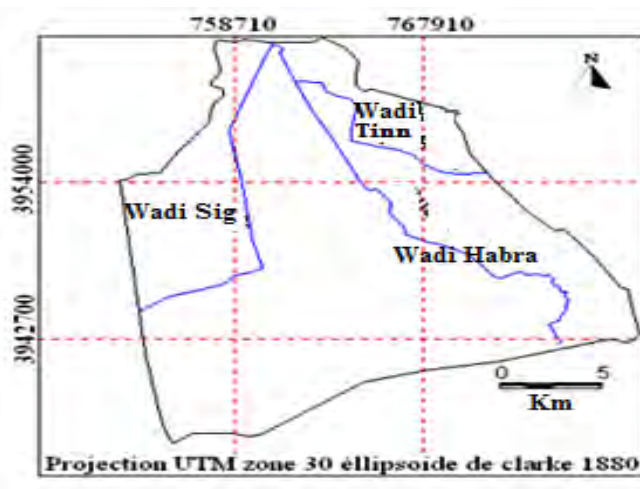 758710 767910
N
Wadi
Tinn
3954000
Wadi Sig
Wadi Habra
3942700
0 5
Km
Projection UTM zone 30 éllipsoide de clarke 1880